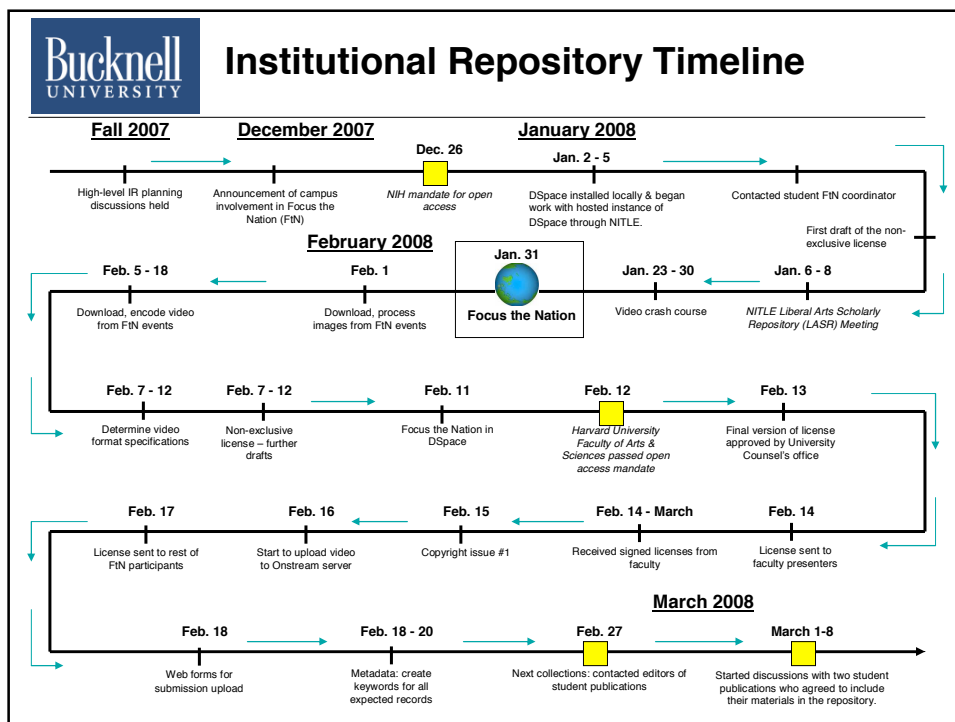 Bucknell
UNIVERSITY
Institutional Repository Timeline
Fall 2007
December 2007
January 2008
Dec. 26
Jan. 2 - 5
High-level IR planning
discussions held
Announcement of campus
involvement in Focus the
Nation (FtN)
NIH mandate for open
access
DSpace installed locally & began
work with hosted instance of
DSpace through NITLE.
Contacted student FtN coordinator
First draft of the non-
exclusive license
February 2008
Feb. 5 - 18
Feb. 1
Jan. 31
Jan. 23 - 30
Jan. 6 - 8
Download, encode video
from FtN events
Download, process
images from FtN events
Focus the Nation
Video crash course
NITLE Liberal Arts Scholarly
Repository (LASR) Meeting
Feb. 7 - 12
Feb. 7 - 12
Feb. 11
Feb. 12
Feb. 13
Determine video
format specifications
Non-exclusive
license – further
drafts
Focus the Nation in
DSpace
Harvard University
Faculty of Arts &
Sciences passed open
access mandate
Final version of license
approved by University
Counsel's office
Feb. 17
Feb. 16
Feb. 15
Feb. 14 - March
Feb. 14
License sent to rest of
FtN participants
Start to upload video
to Onstream server
Copyright issue #1
Received signed licenses from
faculty
License sent to
faculty presenters
March 2008
Feb. 18
Feb. 18 - 20
Feb. 27
March 1-8
Web forms for
submission upload
Metadata: create
keywords for all
expected records
Next collections: contacted editors of
student publications
Started discussions with two student
publications who agreed to include
their materials in the repository.